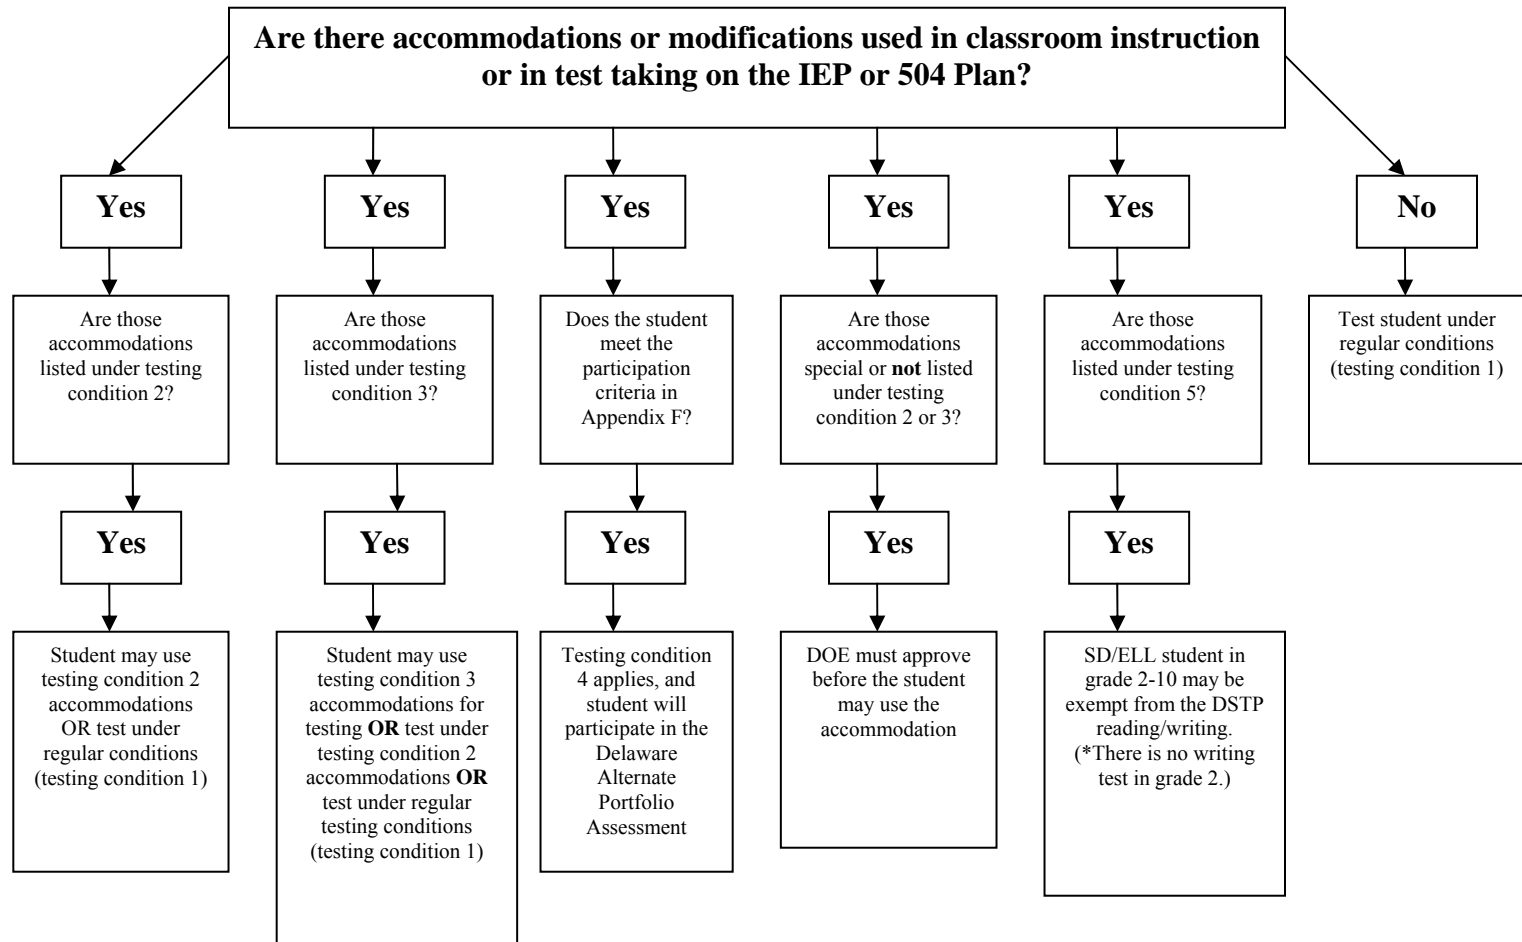 Are there accommodations or modifications used in classroom instruction
or in test taking on the IEP or 504 Plan?
Yes
Yes
Yes
Yes
Yes
No
Are those
accommodations
listed under testing
condition 2?
Are those
accommodations
listed under testing
condition 3?
Does the student
meet the
participation
criteria in
Appendix F?
Are those
accommodations
special or not listed
under testing
condition 2 or 3?
Are those
accommodations
listed under testing
condition 5?
Test student under
regular conditions
(testing condition 1)
Yes
Yes
Yes
Yes
Yes
Student may use
testing condition 2
accommodations
OR test under
regular conditions
(testing condition 1)
Student may use
testing condition 3
accommodations for
testing OR test under
testing condition 2
accommodations OR
test under regular
testing conditions
(testing condition 1)
Testing condition
4 applies, and
student will
participate in the
Delaware
Alternate
Portfolio
Assessment
DOE must approve
before the student
may use the
accommodation
SD/ELL student in
grade 2-10 may be
exempt from the DSTP
reading/writing.
(*There is no writing
test in grade 2.)